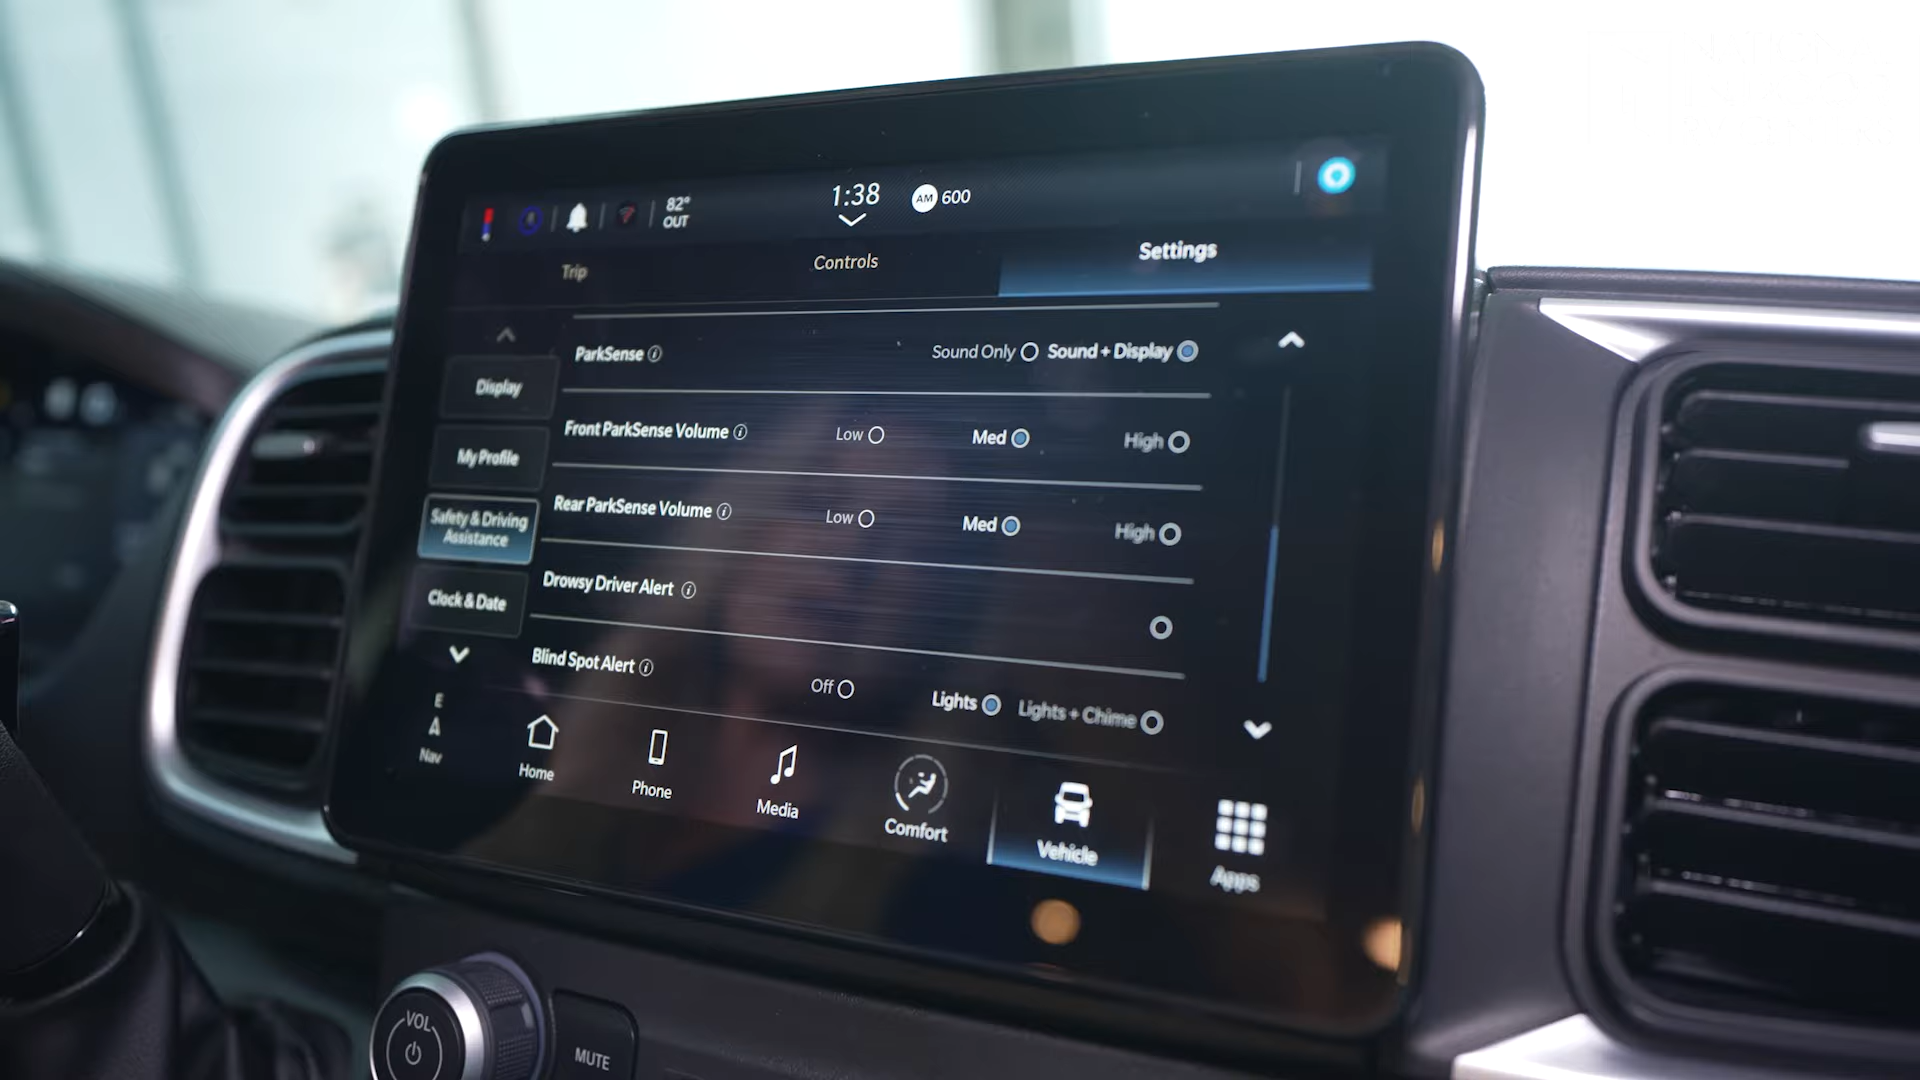 82°
OUT
1:38
AM 600
Trip
Controls
Settings
ParkSense
Sound Only
Sound + Display
Display
Front ParkSense Volume
Low
Med
High
My Profile
Rear ParkSense Volume
Low
Med
High
Safety & Driving
Assistance
Drowsy Driver Alert
Clock & Date
Blind Spot Alert
Off
Lights
Lights + Chime
E
Nav
Home
Phone
Media
Comfort
Vehicle
Apps
VOL
MUTE